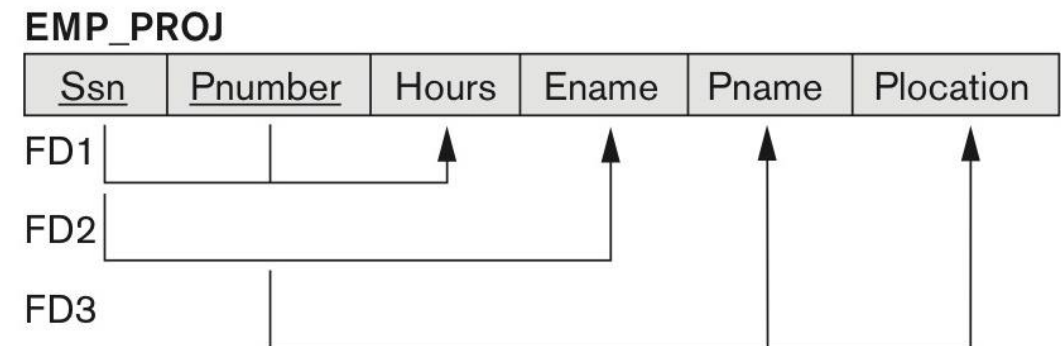 EMP_PROJ
Ssn Pnumber Hours Ename Pname Plocation
FD1
FD2
FD3